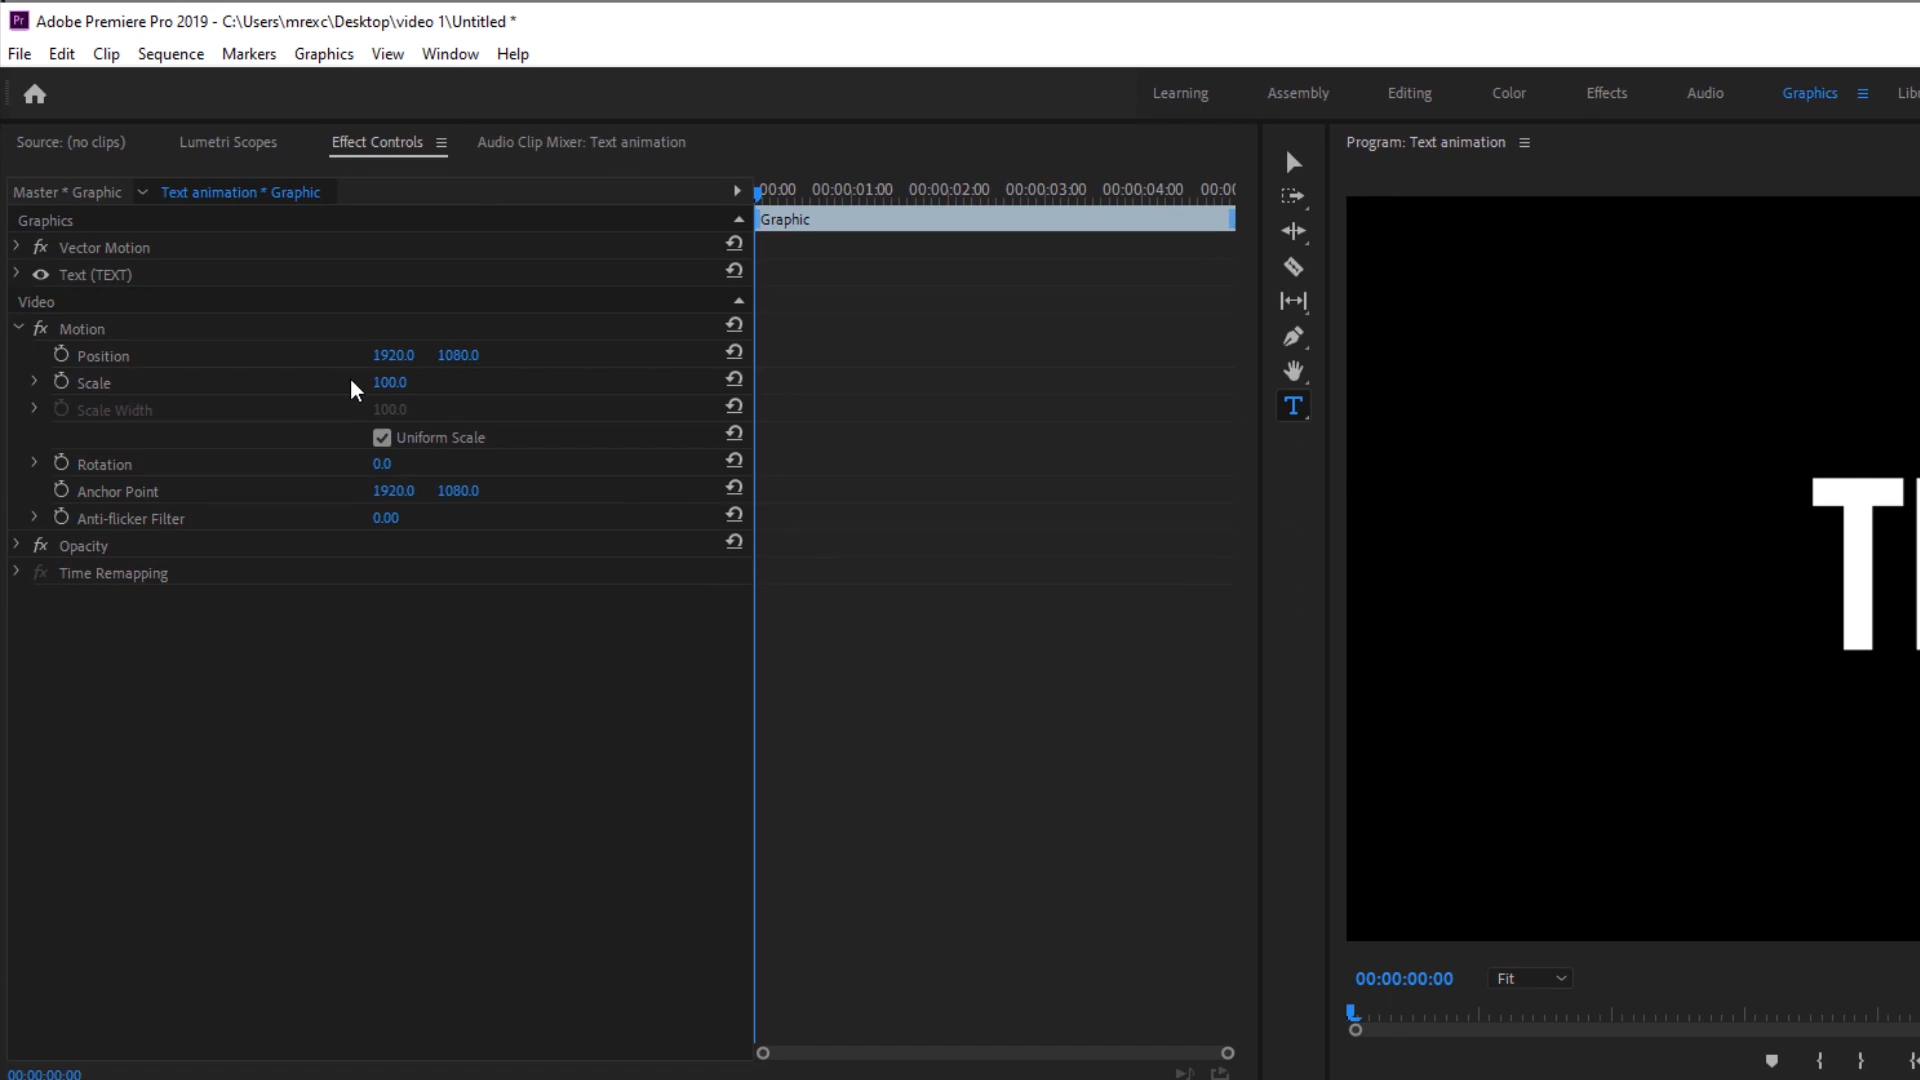 Pr Adobe Premiere Pro 2019 - C:\Users\mrexc\Desktop\video 1\Untitled *
File Edit Clip Sequence Markers Graphics View Window Help
Learning Assembly Editing Color Effects Audio Graphics
Source: (no clips) Lumetri Scopes Effect Controls Audio Clip Mixer: Text animation Program: Text animation
Master * Graphic Text animation * Graphic 00:00 00:00:01:00 00:00:02:00 00:00:03:00 00:00:04:00
Graphics Graphic
fx Vector Motion
Text (TEXT)
Video
fx Motion
Position 1920.0 1080.0
Scale 100.0
Scale Width 100.0
Uniform Scale
Rotation 0.0
Anchor Point 1920.0 1080.0
Anti-flicker Filter 0.00
fx Opacity
fx Time Remapping
00:00:00:00 Fit
00:00:00:00